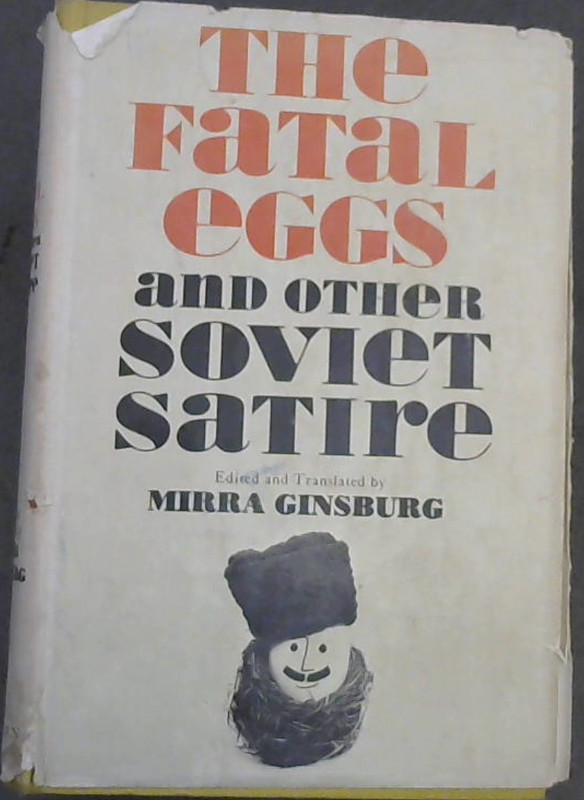 THE
FATAL
EGGS
AND OTHER
SOVIET
SATIRE
Edited and Translated by
MIRRA GINSBURG